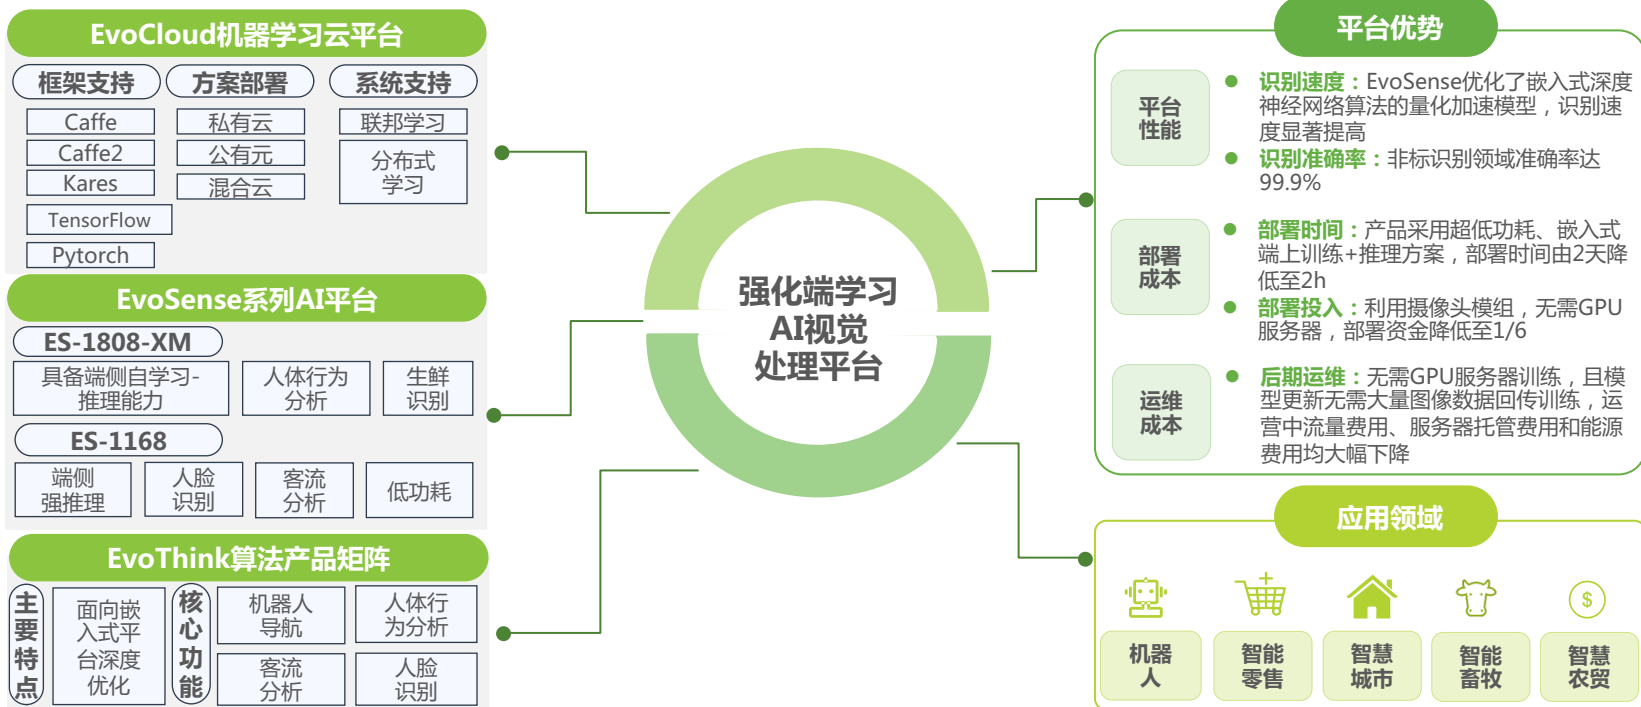 EvoCloud机器学习云平台
框架支持
Caffe
Caffe2
Kares
TensorFlow
Pytorch
方案部署
私有云
公有元
混合云
系统支持
联邦学习
分布式
学习
EvoSense系列AI平台
ES-1808-XM
具备端侧自学习-
推理能力
人体行为
分析
生鲜
识别
ES-1168
端侧
强推理
人脸
识别
客流
分析
低功耗
EvoThink算法产品矩阵
主
要
特
点
面向嵌
入式平
台深度
优化
核
心
功
能
机器人
导航
人体行
为分析
客流
分析
人脸
识别
强化端学习
AI视觉
处理平台
平台优势
平台
性能
识别速度：EvoSense优化了嵌入式深度
神经网络算法的量化加速模型，识别速
度显著提高
识别准确率：非标识别领域准确率达
99.9%
部署
成本
部署时间：产品采用超低功耗、嵌入式
端上训练+推理方案，部署时间由2天降
低至2h
部署投入：利用摄像头模组，无需GPU
服务器，部署资金降低至1/6
运维
成本
后期运维：无需GPU服务器训练，且模
型更新无需大量图像数据回传训练，运
营中流量费用、服务器托管费用和能源
费用均大幅下降
应用领域
$
机器
人
智能
零售
智慧
城市
智能
畜牧
智慧
农贸